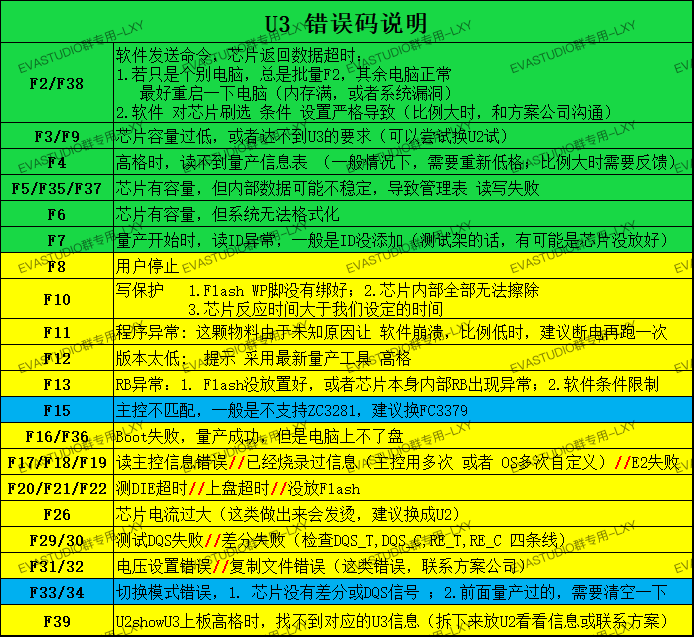 U3 错误码说明
F2/F38
软件发送命令，芯片返回数据超时：
1.若只是个别电脑，总是批量F2，其余电脑正常
最好重启一下电脑（内存满，或者系统漏洞）
2.软件 对芯片刷选 条件 设置严格导致（比例大时，和方案公司沟通）
F3/F9 芯片容量过低，或者达不到U3的要求（可以尝试换U2试）
F4 高格时，读不到量产信息表 （一般情况下，需要重新低格；比例大时需要反馈）
F5/F35/F37 芯片有容量，但内部数据可能不稳定，导致管理表 读写失败
F6 芯片有容量，但系统无法格式化
F7 量产开始时，读ID异常，一般是ID没添加（测试架的话，有可能是芯片没放好）
F8 用户停止
F10 写保护 1.Flash WP脚没有绑好；2.芯片内部全部无法擦除
3.芯片反应时间大于我们设定的时间
F11 程序异常：这颗物料由于未知原因让 软件崩溃，比例低时，建议断电再跑一次
F12 版本太低： 提示 采用最新量产工具 高格
F13 RB异常：1. Flash没放置好，或者芯片本身内部RB出现异常；2.软件条件限制
F15 主控不匹配，一般是不支持ZC3281，建议换FC3379
F16/F36 Boot失败，量产成功，但是电脑上不了盘
F17/F18/F19 读主控信息错误//已经烧录过信息（主控用多次 或者 OS多次自定义）//E2失败
F20/F21/F22 测DIE超时//上盘超时//没放Flash
F26 芯片电流过大（这类做出来会发烫，建议换成U2）
F29/30 测试DQS失败//差分失败（检查DQS_T,DQS_C,RE_T,RE_C 四条线）
F31/32 电压设置错误//复制文件错误（这类错误，联系方案公司）
F33/34 切换模式错误，1. 芯片没有差分或DQS信号 ；2.前面量产过的，需要清空一下
F39 U2showU3上板高格时，找不到对应的U3信息（拆下来放U2看看信息或联系方案）
EVASTUDIO群专用-LXY